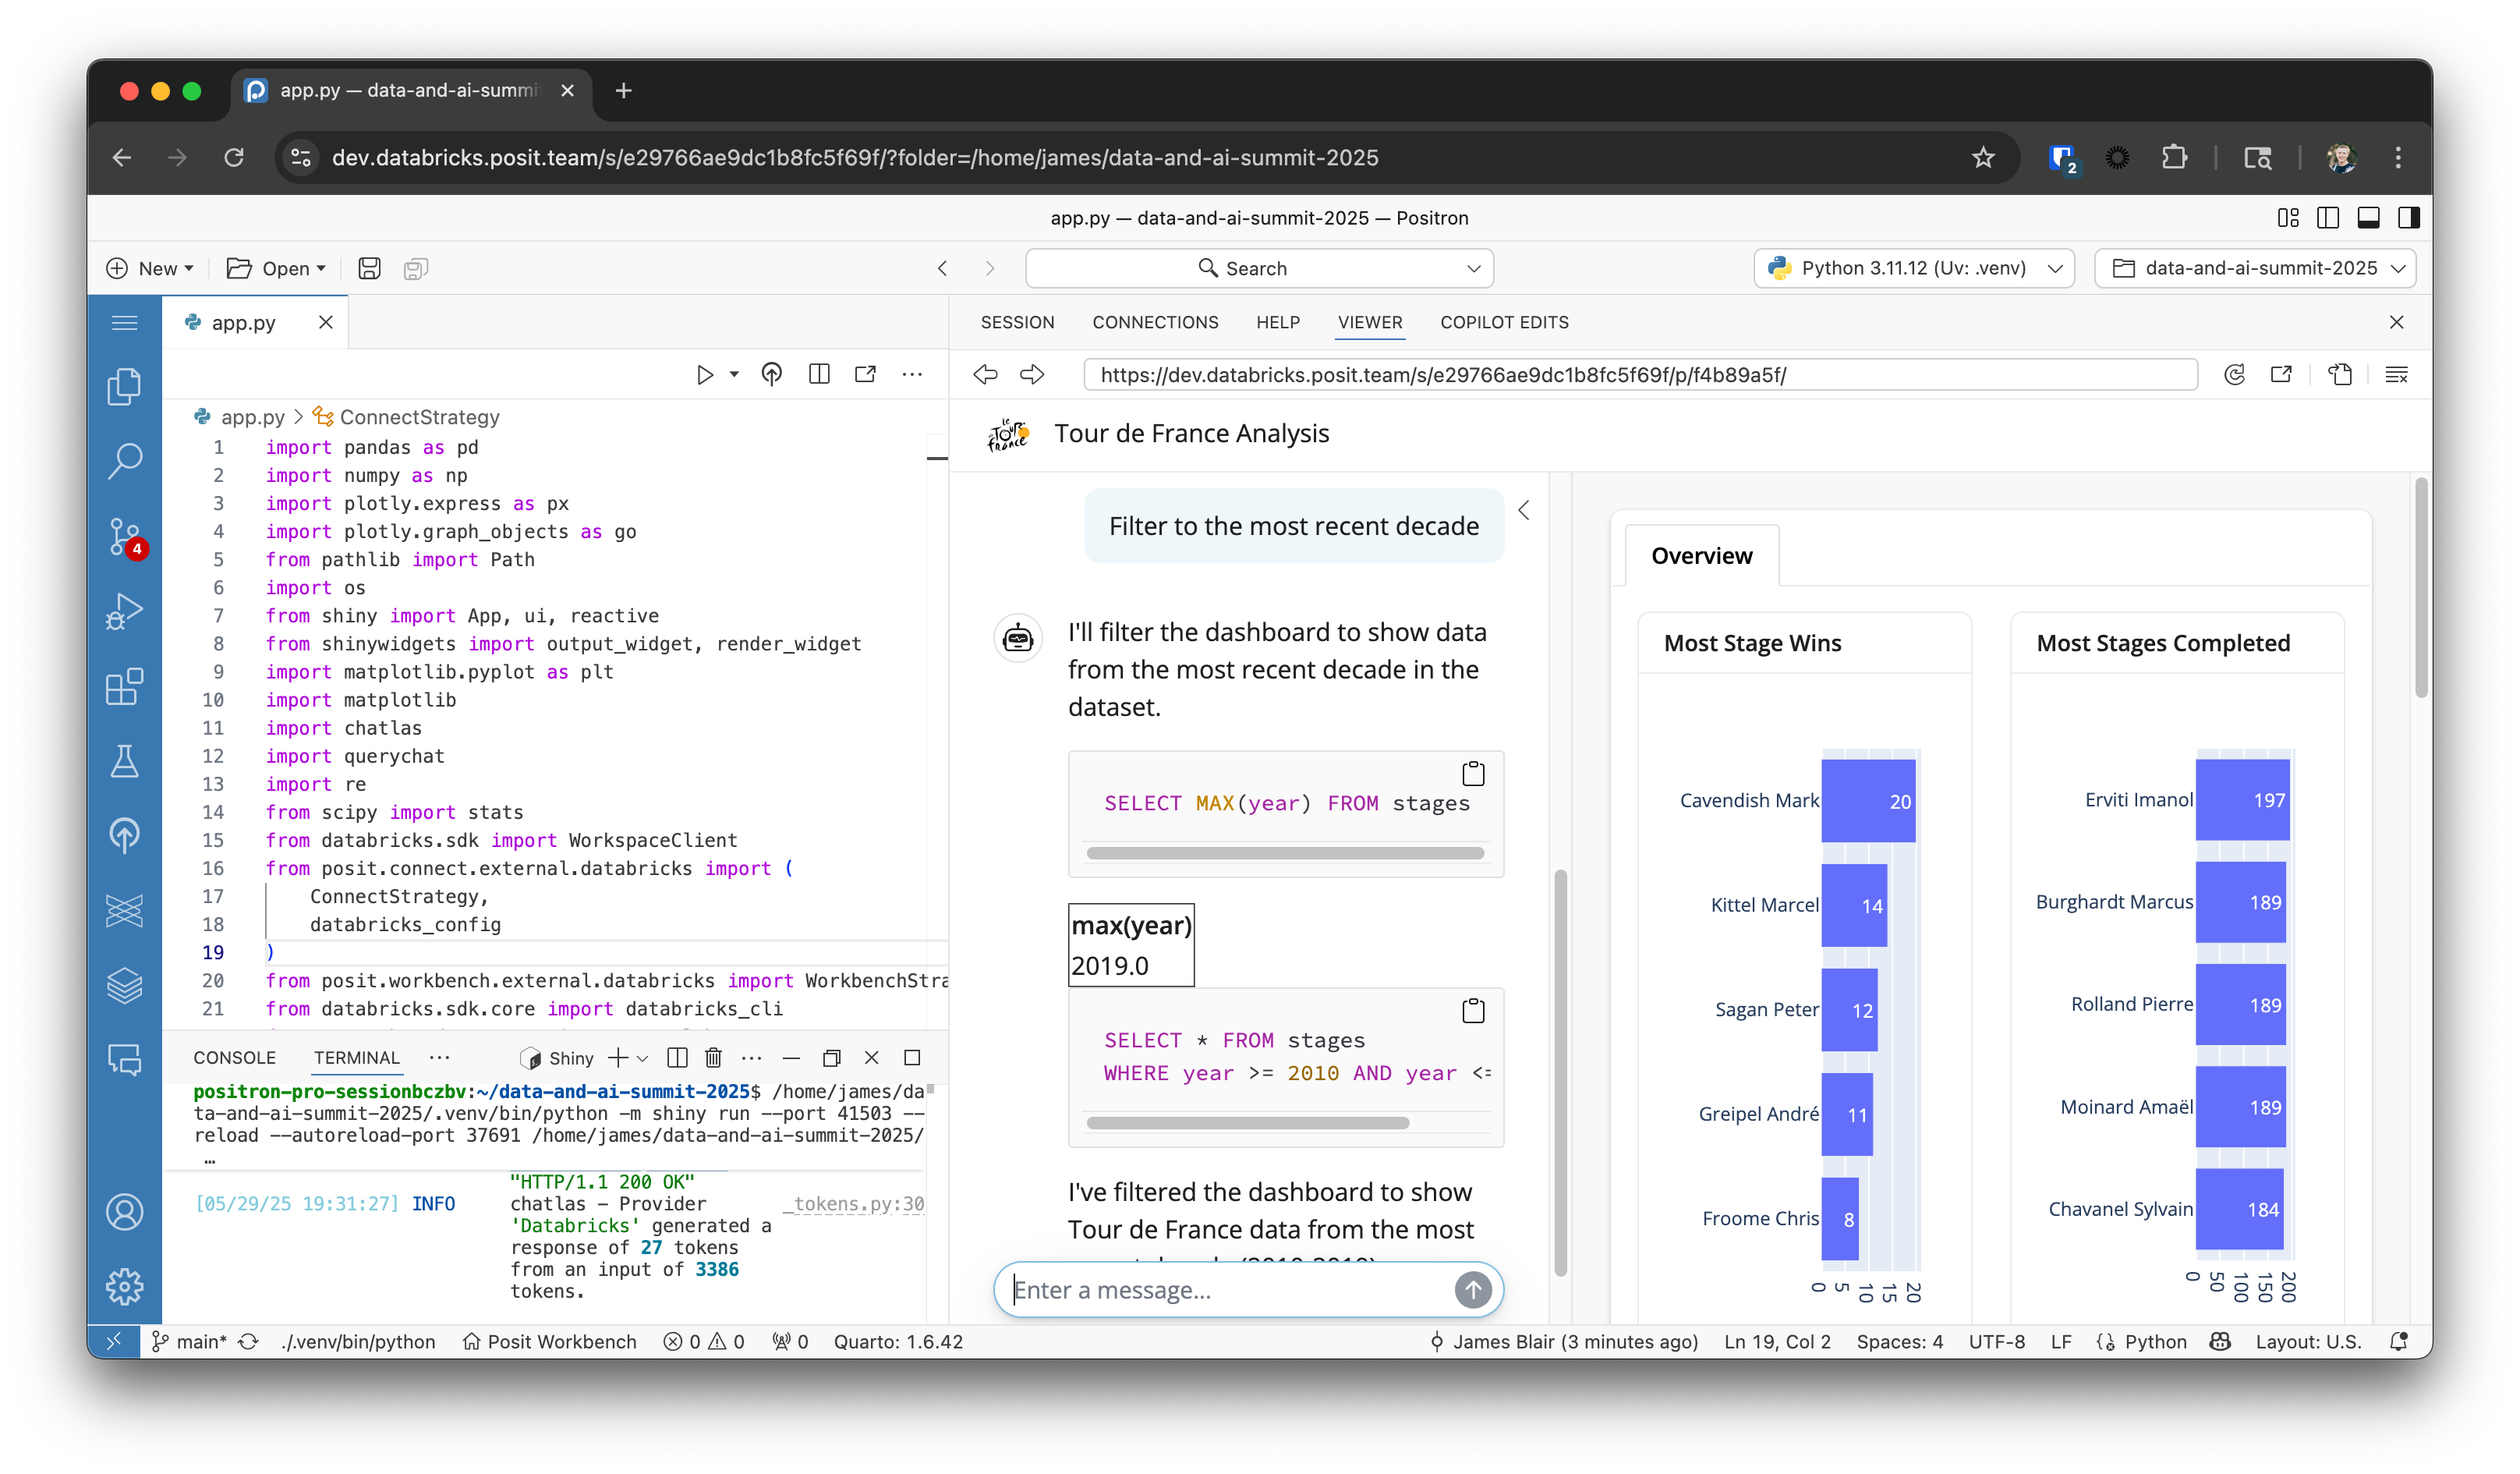 app.py — data-and-ai-summi
dev.databricks.posit.team/s/e29766ae9dc1b8fc5f69f/?folder=/home/james/data-and-ai-summit-2025
2
app.py — data-and-ai-summit-2025 — Positron
New
Open
Search
Python 3.11.12 (Uv: .venv)
data-and-ai-summit-2025
app.py
app.py > ConnectStrategy
1 import pandas as pd
2 import numpy as np
3 import plotly.express as px
4 import plotly.graph_objects as go
5 from pathlib import Path
6 import os
7 from shiny import App, ui, reactive
8 from shinywidgets import output_widget, render_widget
9 import matplotlib.pyplot as plt
10 import matplotlib
11 import chatlas
12 import querychat
13 import re
14 from scipy import stats
15 from databricks.sdk import WorkspaceClient
16 from posit.connect.external.databricks import (
17 ConnectStrategy,
18 databricks_config
19 )
20 from posit.workbench.external.databricks import WorkbenchStra
21 from databricks.sdk.core import databricks_cli
4
CONSOLE TERMINAL ...
Shiny
positron-pro-sessionbczbv:~/data-and-ai-summit-2025$ /home/james/da
ta-and-ai-summit-2025/.venv/bin/python -m shiny run --port 41503 --
reload --autoreload-port 37691 /home/james/data-and-ai-summit-2025/
…
"HTTP/1.1 200 OK"
[05/29/25 19:31:27] INFO chatlas - Provider _tokens.py:30
'Databricks' generated a
response of 27 tokens
from an input of 3386
tokens.
SESSION CONNECTIONS HELP VIEWER COPILOT EDITS
https://dev.databricks.posit.team/s/e29766ae9dc1b8fc5f69f/p/f4b89a5f/
le TOUR de france
Tour de France Analysis
Filter to the most recent decade
I'll filter the dashboard to show data
from the most recent decade in the
dataset.
SELECT MAX(year) FROM stages
max(year)
2019.0
SELECT * FROM stages
WHERE year >= 2010 AND year <=
I've filtered the dashboard to show
Tour de France data from the most
Enter a message...
Overview
Most Stage Wins
Cavendish Mark 20
Kittel Marcel 14
Sagan Peter 12
Greipel André 11
Froome Chris 8
0 5 10 15 20
Most Stages Completed
Erviti Imanol 197
Burghardt Marcus 189
Rolland Pierre 189
Moinard Amaël 189
Chavanel Sylvain 184
0 50 100 150 200
main* ./.venv/bin/python Posit Workbench 0 0 0 Quarto: 1.6.42 James Blair (3 minutes ago) Ln 19, Col 2 Spaces: 4 UTF-8 LF Python Layout: U.S.